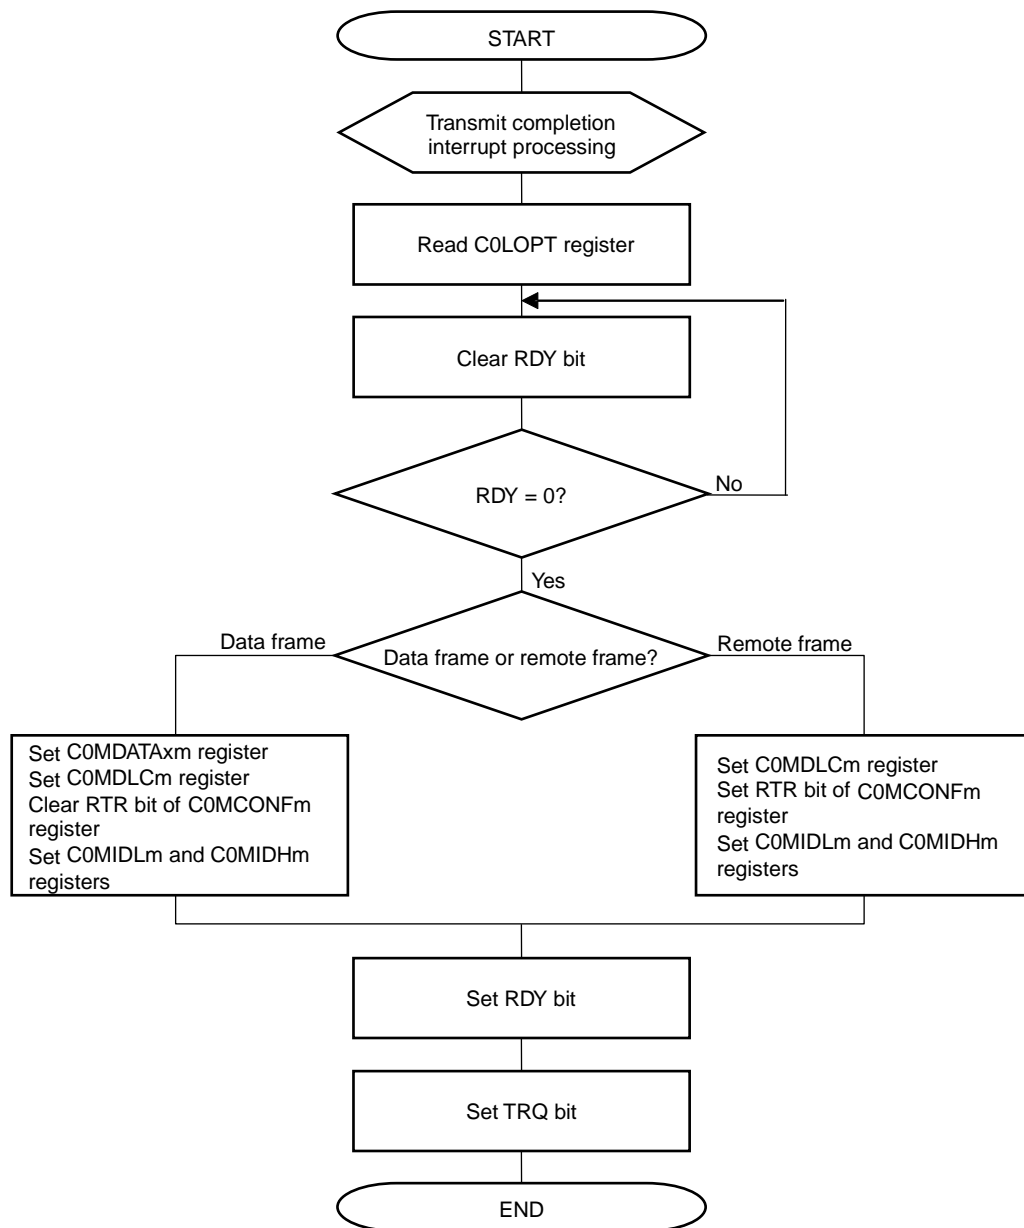 START
Transmit completion
interrupt processing
Read C0LOPT register
Clear RDY bit
RDY = 0?
No
Yes
Data frame
Data frame or remote frame?
Remote frame
Set C0MDATAxm register
Set C0MDLCm register
Clear RTR bit of C0MCONFm
register
Set C0MIDLm and C0MIDHm
registers
Set C0MDLCm register
Set RTR bit of C0MCONFm
register
Set C0MIDLm and C0MIDHm
registers
Set RDY bit
Set TRQ bit
END